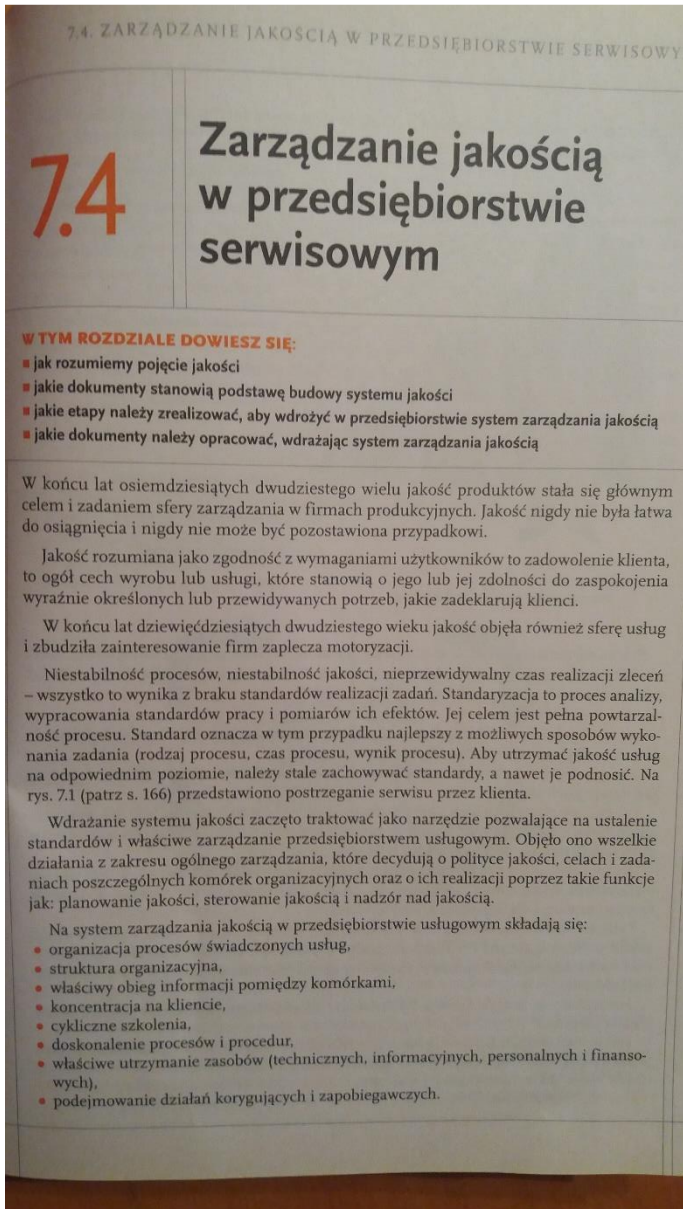 7.4. ZARZĄDZANIE JAKOŚCIĄ W PRZEDSIĘBIORSTWIE SERWISOWY
7.4
Zarządzanie jakością
w przedsiębiorstwie
serwisowym
W TYM ROZDZIALE DOWIESZ SIĘ:
■ jak rozumiemy pojęcie jakości
■ jakie dokumenty stanowią podstawę budowy systemu jakości
■ jakie etapy należy zrealizować, aby wdrożyć w przedsiębiorstwie system zarządzania jakością
■ jakie dokumenty należy opracować, wdrażając system zarządzania jakością
W końcu lat osiemdziesiątych dwudziestego wielu jakość produktów stała się głównym
celem i zadaniem sfery zarządzania w firmach produkcyjnych. Jakość nigdy nie była łatwa
do osiągnięcia i nigdy nie może być pozostawiona przypadkowi.
Jakość rozumiana jako zgodność z wymaganiami użytkowników to zadowolenie klienta,
to ogół cech wyrobu lub usługi, które stanowią o jego lub jej zdolności do zaspokojenia
wyraźnie określonych lub przewidywanych potrzeb, jakie zadeklarują klienci.
W końcu lat dziewięćdziesiątych dwudziestego wieku jakość objęła również sferę usług
i zbudziła zainteresowanie firm zaplecza motoryzacji.
Niestabilność procesów, niestabilność jakości, nieprzewidywalny czas realizacji zleceń
– wszystko to wynika z braku standardów realizacji zadań. Standaryzacja to proces analizy,
wypracowania standardów pracy i pomiarów ich efektów. Jej celem jest pełna powtarzal-
ność procesu. Standard oznacza w tym przypadku najlepszy z możliwych sposobów wyko-
nania zadania (rodzaj procesu, czas procesu, wynik procesu). Aby utrzymać jakość usług
na odpowiednim poziomie, należy stale zachowywać standardy, a nawet je podnosić. Na
rys. 7.1 (patrz s. 166) przedstawiono postrzeganie serwisu przez klienta.
Wdrażanie systemu jakości zaczęto traktować jako narzędzie pozwalające na ustalenie
standardów i właściwe zarządzanie przedsiębiorstwem usługowym. Objęło ono wszelkie
działania z zakresu ogólnego zarządzania, które decydują o polityce jakości, celach i zada-
niach poszczególnych komórek organizacyjnych oraz o ich realizacji poprzez takie funkcje
jak: planowanie jakości, sterowanie jakością i nadzór nad jakością.
Na system zarządzania jakością w przedsiębiorstwie usługowym składają się:
• organizacja procesów świadczonych usług,
• struktura organizacyjna,
• właściwy obieg informacji pomiędzy komórkami,
• koncentracja na kliencie,
• cykliczne szkolenia,
• doskonalenie procesów i procedur,
• właściwe utrzymanie zasobów (technicznych, informacyjnych, personalnych i finanso-
wych),
• podejmowanie działań korygujących i zapobiegawczych.